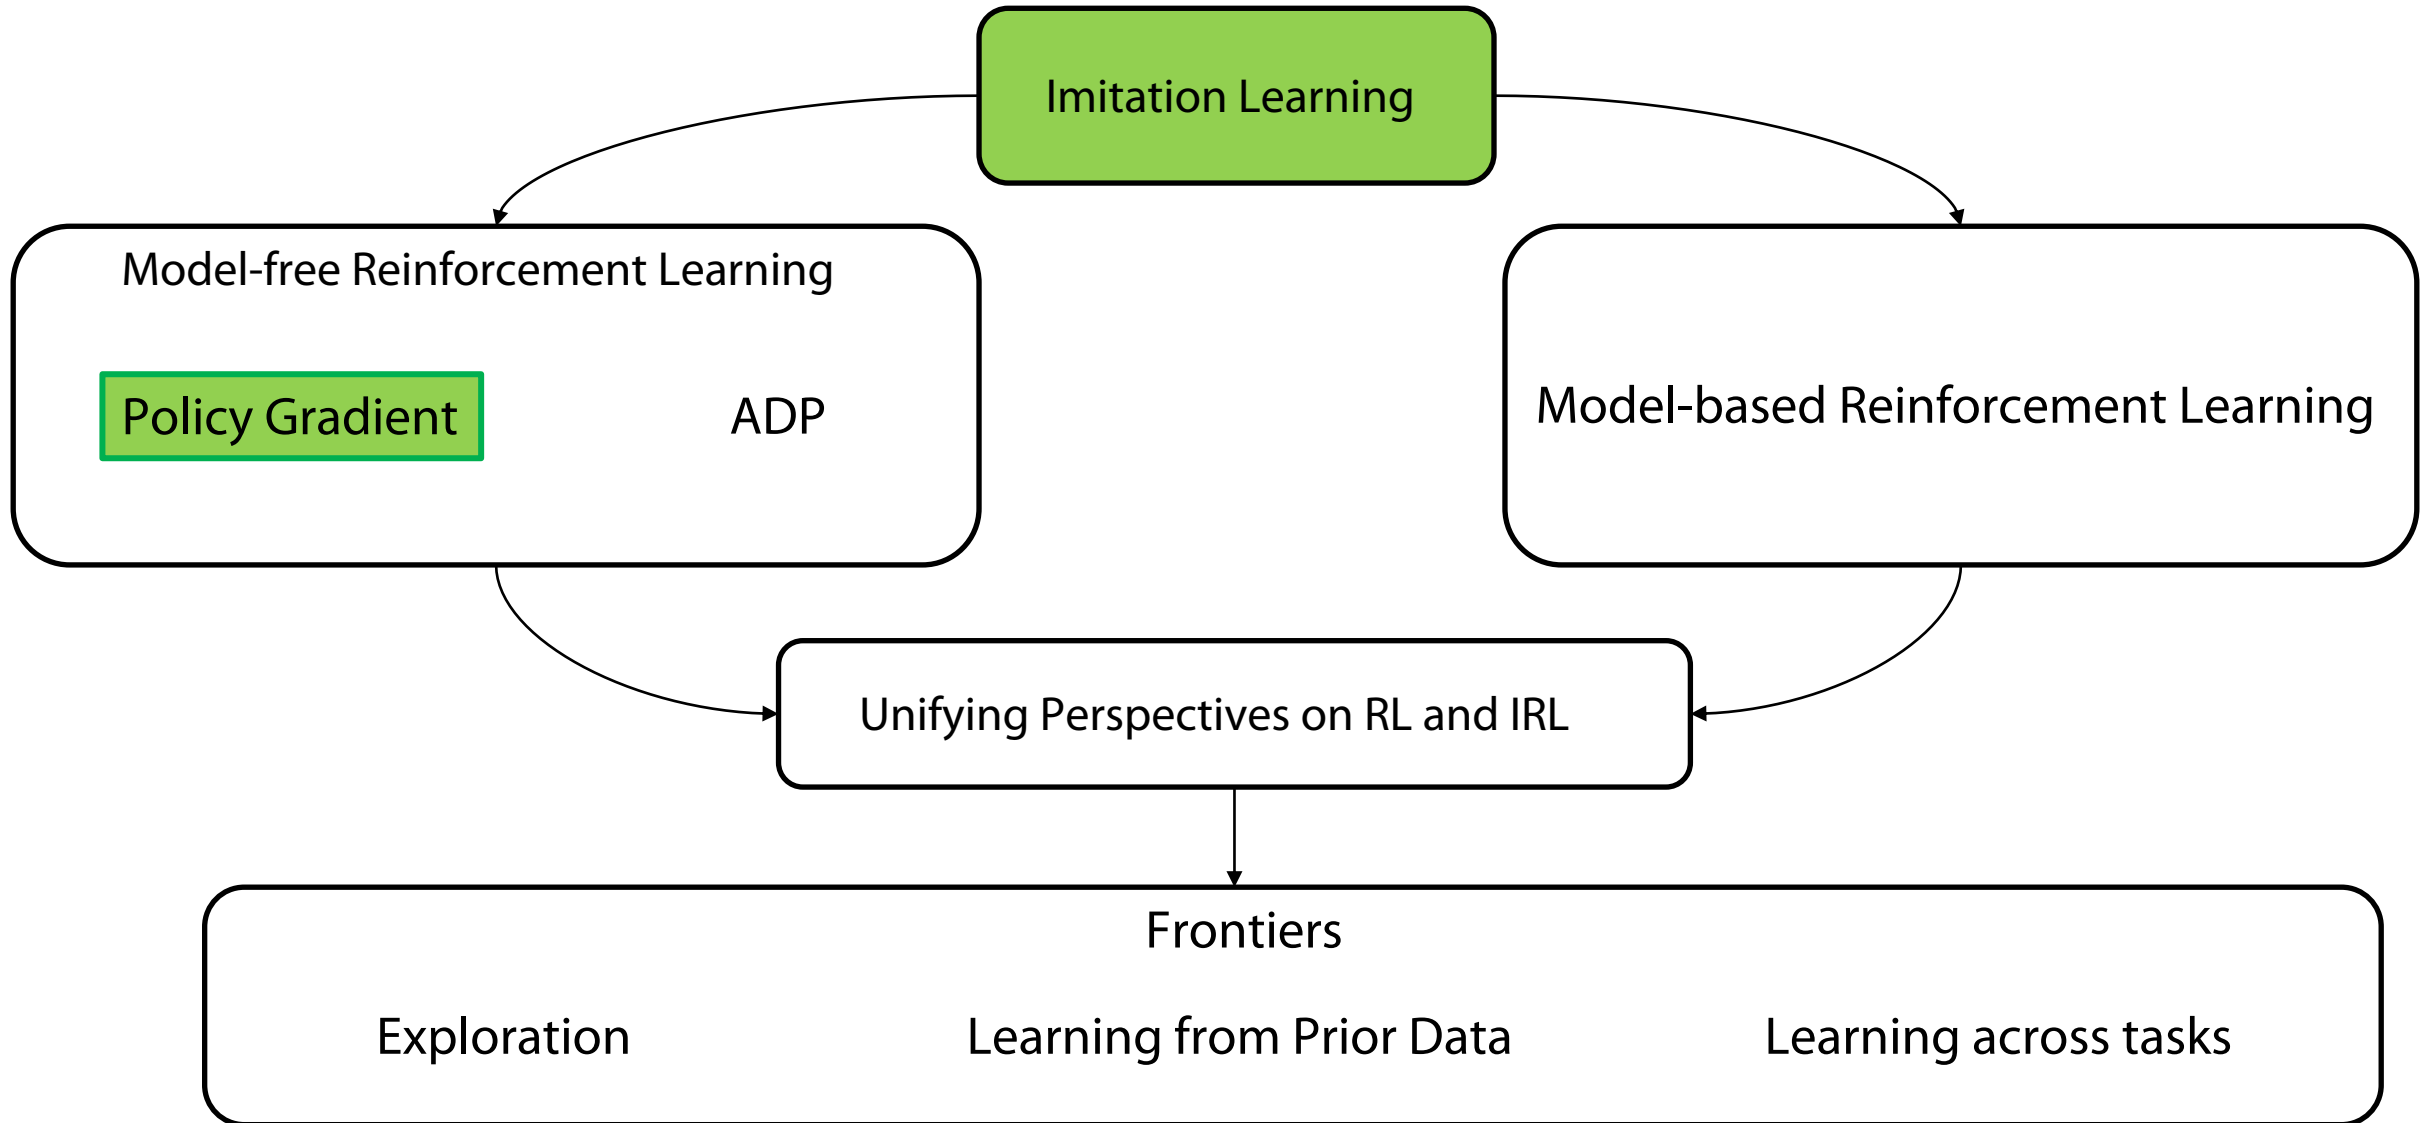 Imitation Learning
Model-free Reinforcement Learning
Policy Gradient
ADP
Model-based Reinforcement Learning
Unifying Perspectives on RL and IRL
Frontiers
Exploration
Learning from Prior Data
Learning across tasks